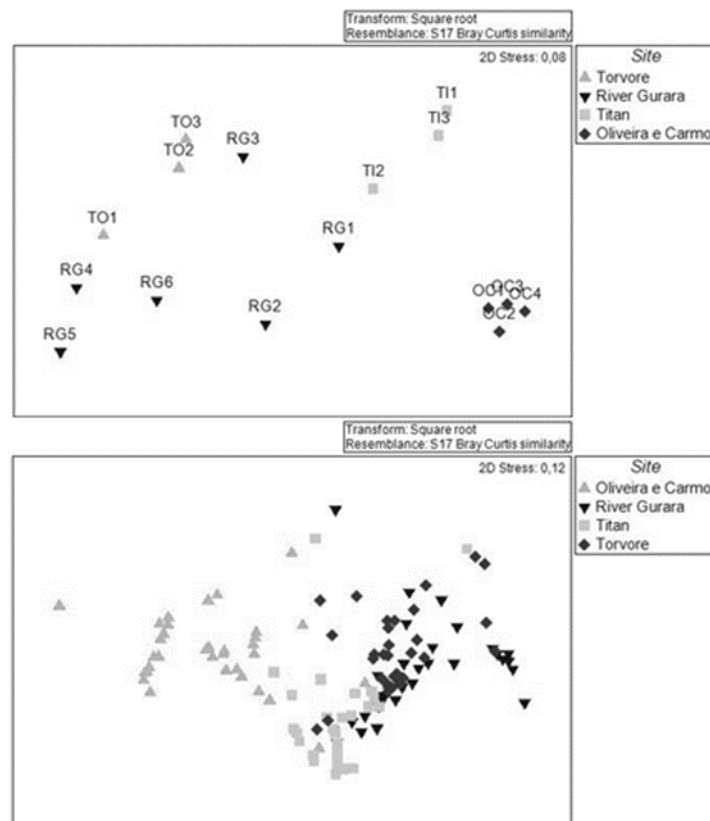 Transform: Square root
Resemblance: S17 Bray Curtis similarity
2D Stress: 0,08
Site
Torvore
River Gurara
Titan
Oliveira e Carmo
TI1
TI3
TO3
TO2
RG3
TI2
TO1
RG1
RG4
RG6
OC1
OC3
OC4
RG2
OC2
RG5
Transform: Square root
Resemblance: S17 Bray Curtis similarity
2D Stress: 0,12
Site
Oliveira e Carmo
River Gurara
Titan
Torvore